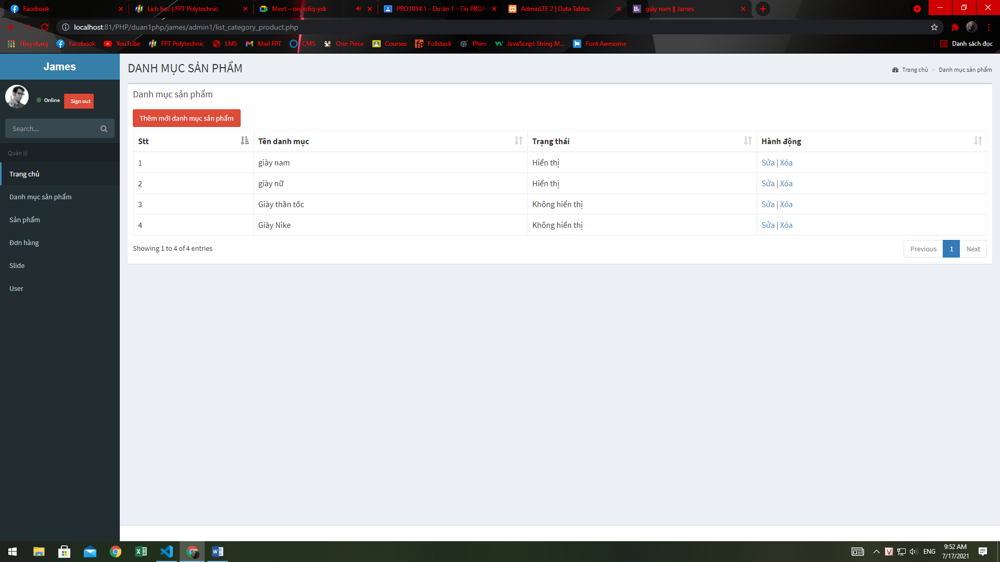 Facebook
Lịch học | FPT Polytechnic
Meet – onj-ofiq-yxk
PRO1014.1 - Dự án 1 - Tin PRO1
AdminLTE 2 | Data Tables
giày nam || James
localhost:81/PHP/duan1php/james/admin1/list_category_product.php
Ứng dụng
Facebook
YouTube
FPT Polytechnic
LMS
Mail FPT
CMS
One Piece
Courses
Fullstack
Phim
JavaScript String M...
Font Awesome
Danh sách đọc
James
Online
Sign out
Search...
Quản lý
Trang chủ
Danh mục sản phẩm
Sản phẩm
Đơn hàng
Slide
User
DANH MỤC SẢN PHẨM
Trang chủ > Danh mục sản phẩm
Danh mục sản phẩm
Thêm mới danh mục sản phẩm
Stt Tên danh mục Trạng thái Hành động
1 giày nam Hiển thị Sửa | Xóa
2 giày nữ Hiển thị Sửa | Xóa
3 Giày thần tốc Không hiển thị Sửa | Xóa
4 Giày Nike Không hiển thị Sửa | Xóa
Showing 1 to 4 of 4 entries
Previous 1 Next
ENG
9:52 AM
7/17/2021